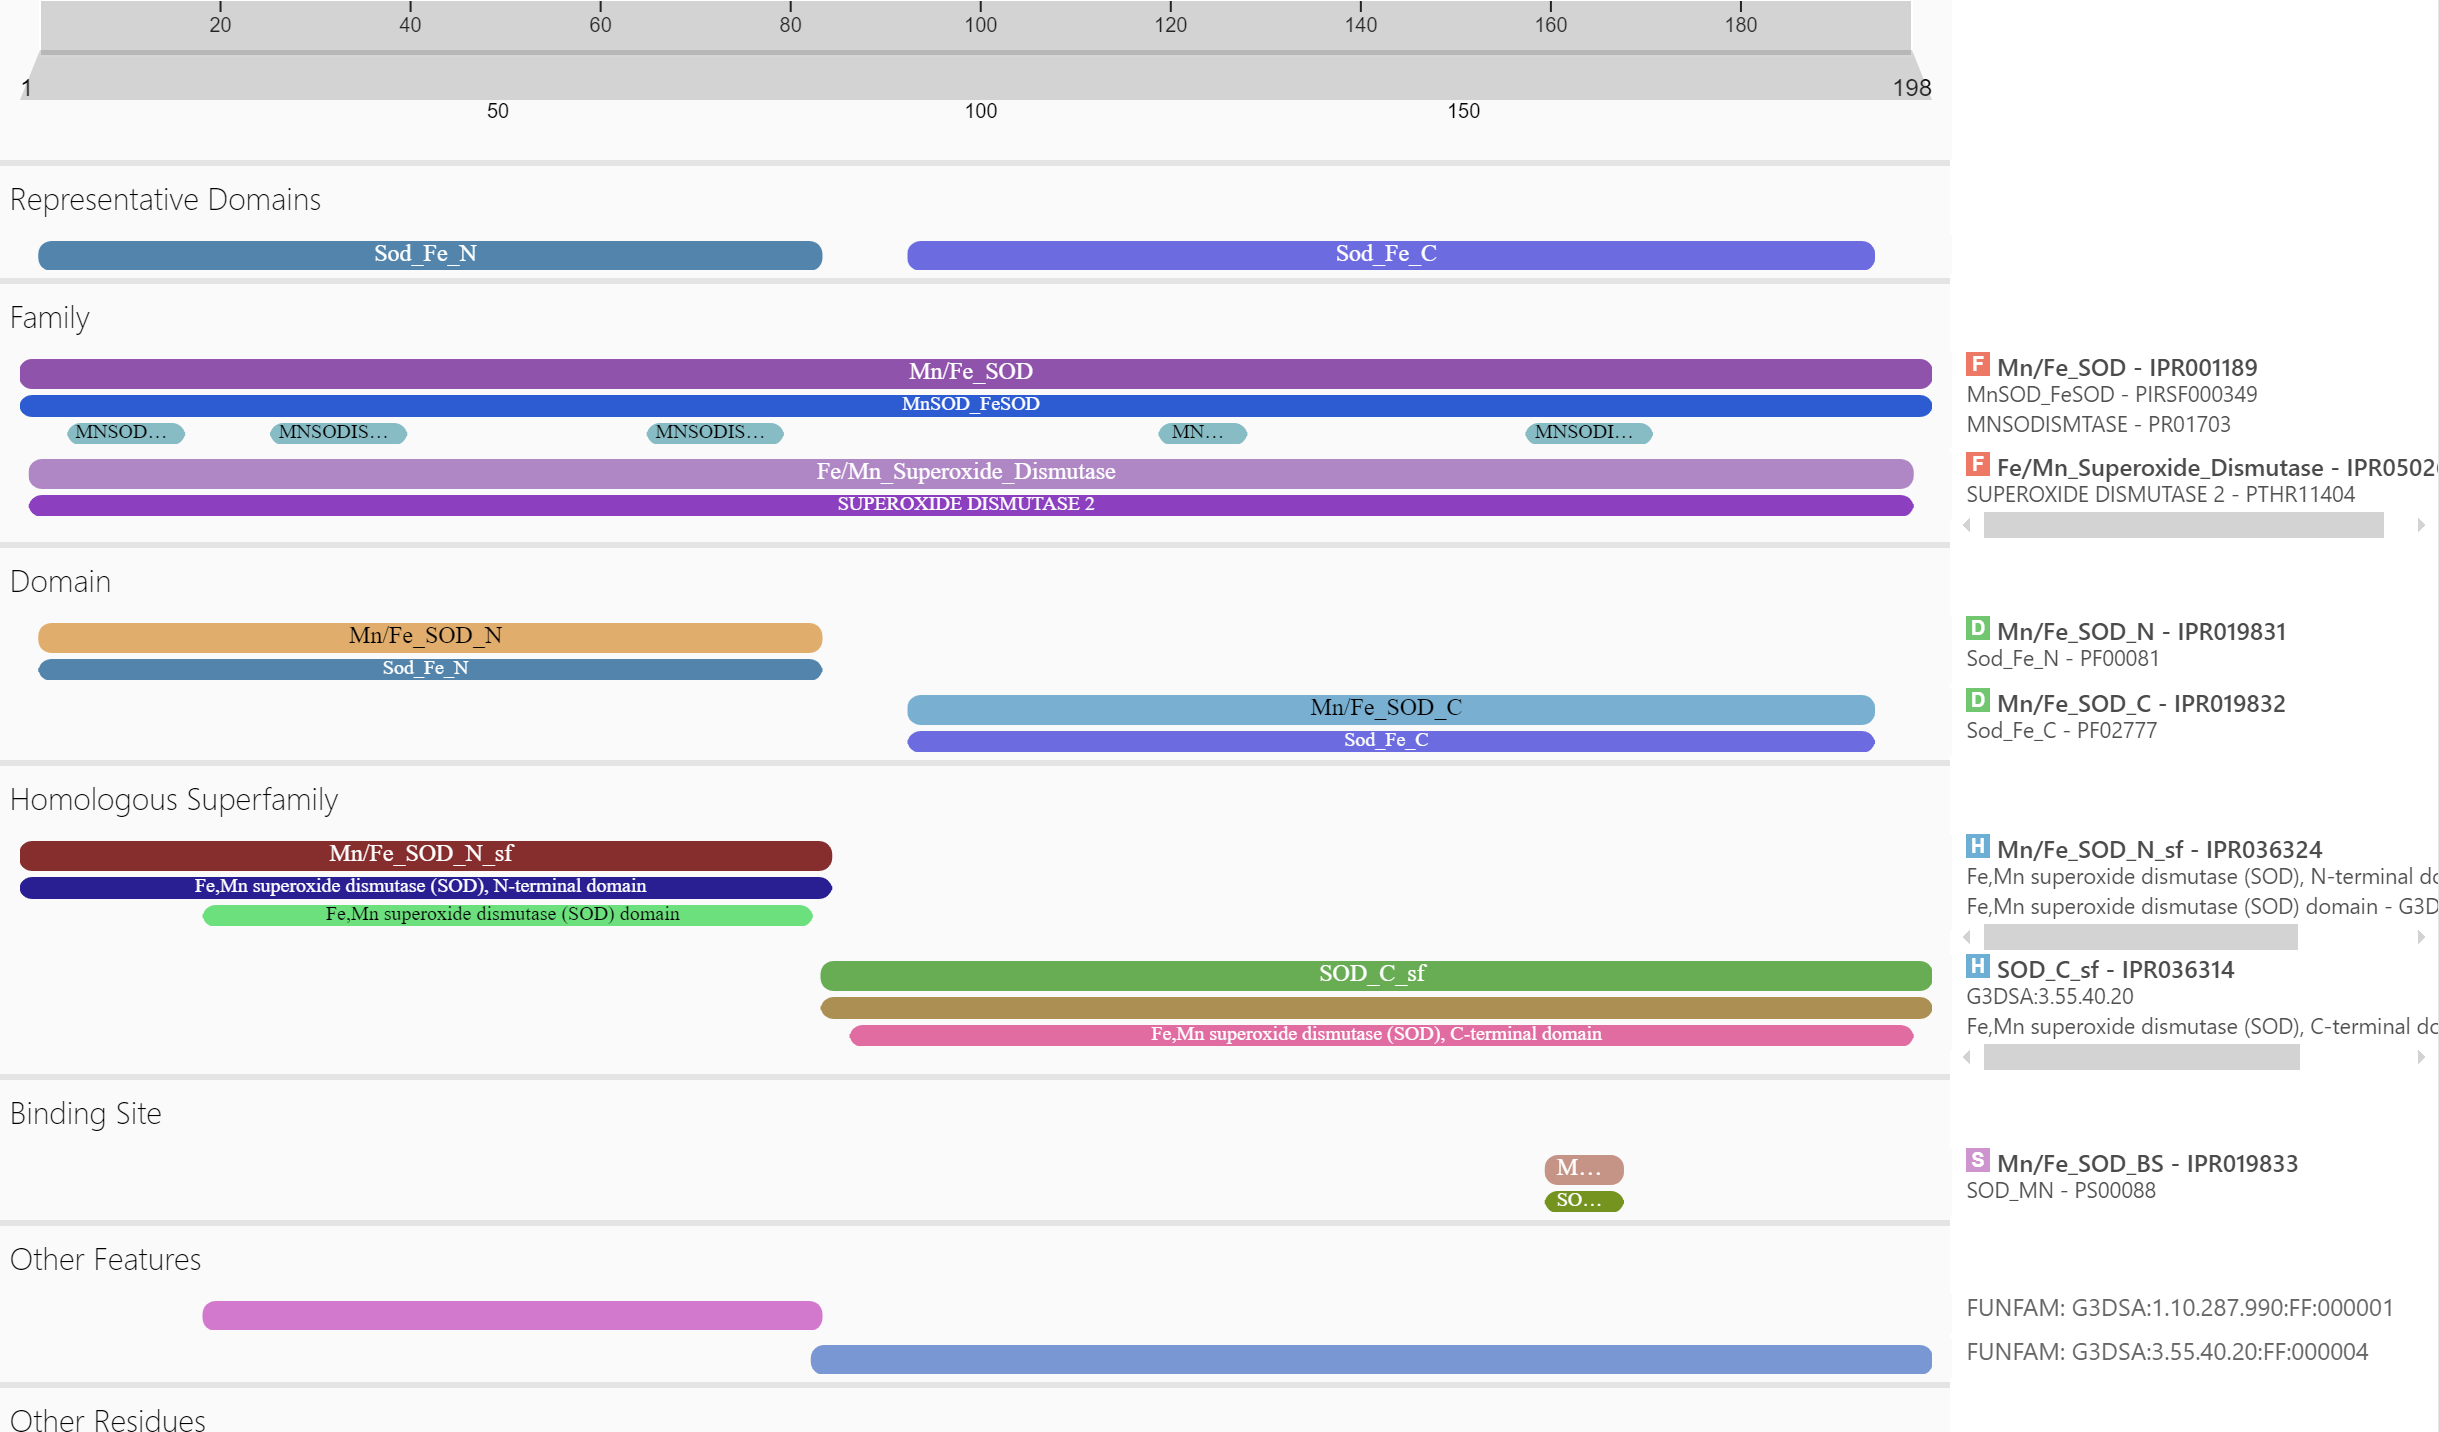 20 40 60 80 100 120 140 160 180
1 198
50 100 150
Representative Domains
Sod_Fe_N Sod_Fe_C
Family
Mn/Fe_SOD
F Mn/Fe_SOD - IPR001189
MnSOD_FeSOD
MnSOD_FeSOD - PIRSF000349
MNSOD... MNSODIS... MNSODIS... MN... MNSODI...
MNSODISMTASE - PR01703
Fe/Mn_Superoxide_Dismutase
F Fe/Mn_Superoxide_Dismutase - IPR0502
SUPEROXIDE DISMUTASE 2
SUPEROXIDE DISMUTASE 2 - PTHR11404
Domain
Mn/Fe_SOD_N
D Mn/Fe_SOD_N - IPR019831
Sod_Fe_N
Sod_Fe_N - PF00081
Mn/Fe_SOD_C
D Mn/Fe_SOD_C - IPR019832
Sod_Fe_C
Sod_Fe_C - PF02777
Homologous Superfamily
Mn/Fe_SOD_N_sf
H Mn/Fe_SOD_N_sf - IPR036324
Fe,Mn superoxide dismutase (SOD), N-terminal domain
Fe,Mn superoxide dismutase (SOD), N-terminal do
Fe,Mn superoxide dismutase (SOD) domain
Fe,Mn superoxide dismutase (SOD) domain - G3D
SOD_C_sf
H SOD_C_sf - IPR036314
G3DSA:3.55.40.20
Fe,Mn superoxide dismutase (SOD), C-terminal domain
Fe,Mn superoxide dismutase (SOD), C-terminal do
Binding Site
M...
S Mn/Fe_SOD_BS - IPR019833
SO...
SOD_MN - PS00088
Other Features
FUNFAM: G3DSA:1.10.287.990:FF:000001
FUNFAM: G3DSA:3.55.40.20:FF:000004
Other Residues